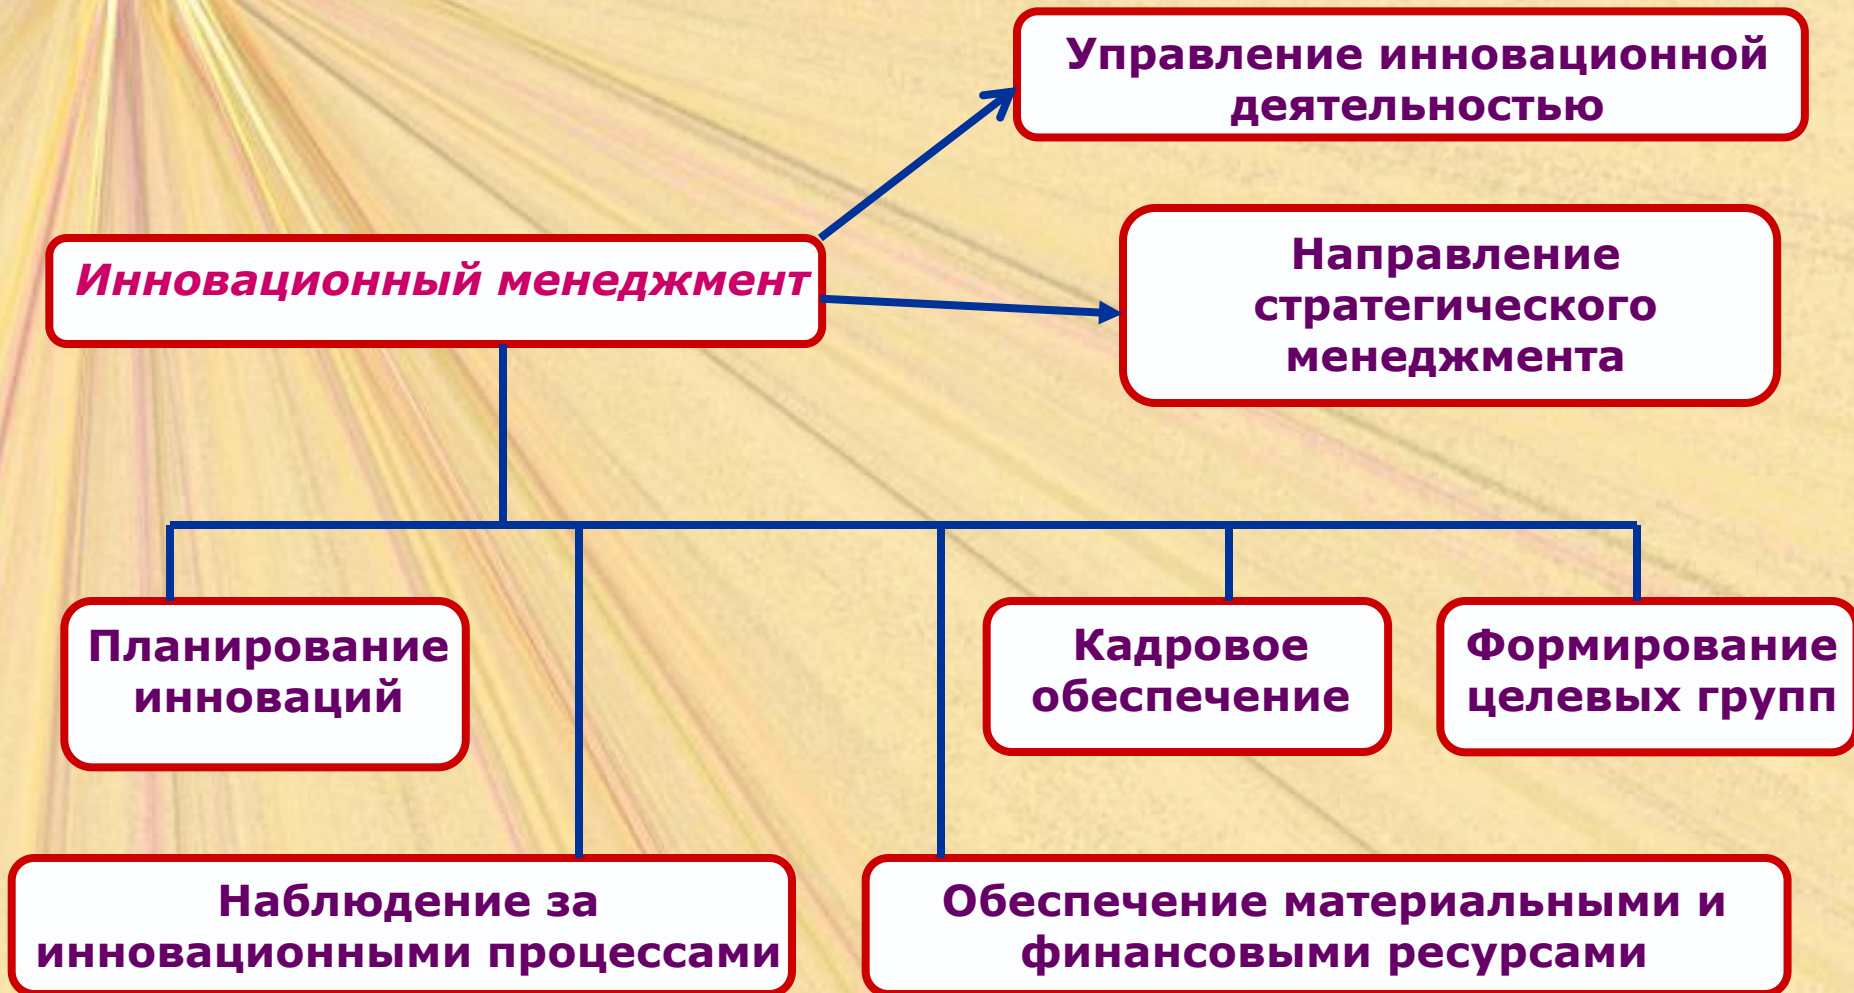 Управление инновационной
деятельностью
Инновационный менеджмент
Направление
стратегического
менеджмента
Планирование
инноваций
Кадровое
обеспечение
Формирование
целевых групп
Наблюдение за
инновационными процессами
Обеспечение материальными и
финансовыми ресурсами